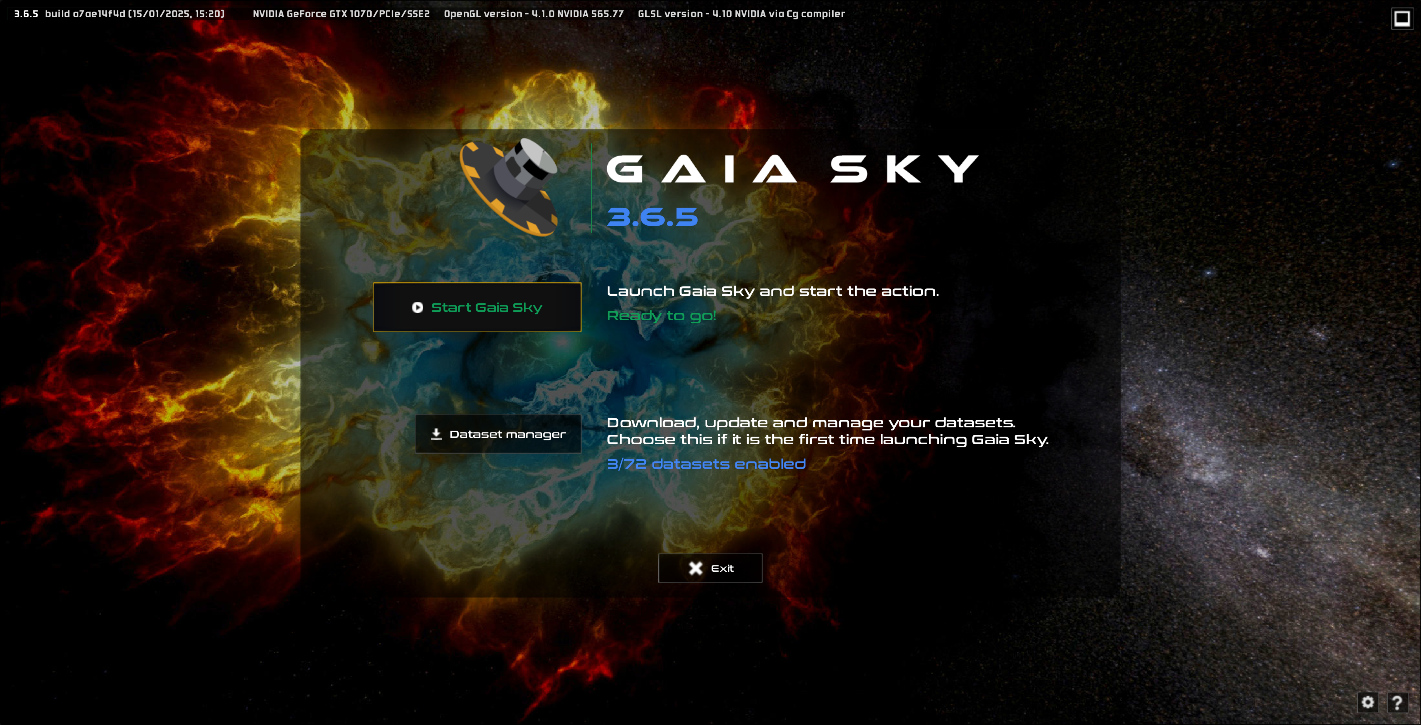 3.6.5 build a7ae14f4d (15/01/2025, 15:20) NVIDIA GeForce GTX 1070/PCIe/SSE2 OpenGL version - 4.1.0 NVIDIA 565.77 GLSL version - 4.10 NVIDIA via Cg compiler
GAIA SKY
3.6.5
Start Gaia Sky
Launch Gaia Sky and start the action.
Ready to go!
Dataset manager
Download, update and manage your datasets.
Choose this if it is the first time launching Gaia Sky.
3/72 datasets enabled
Exit
?